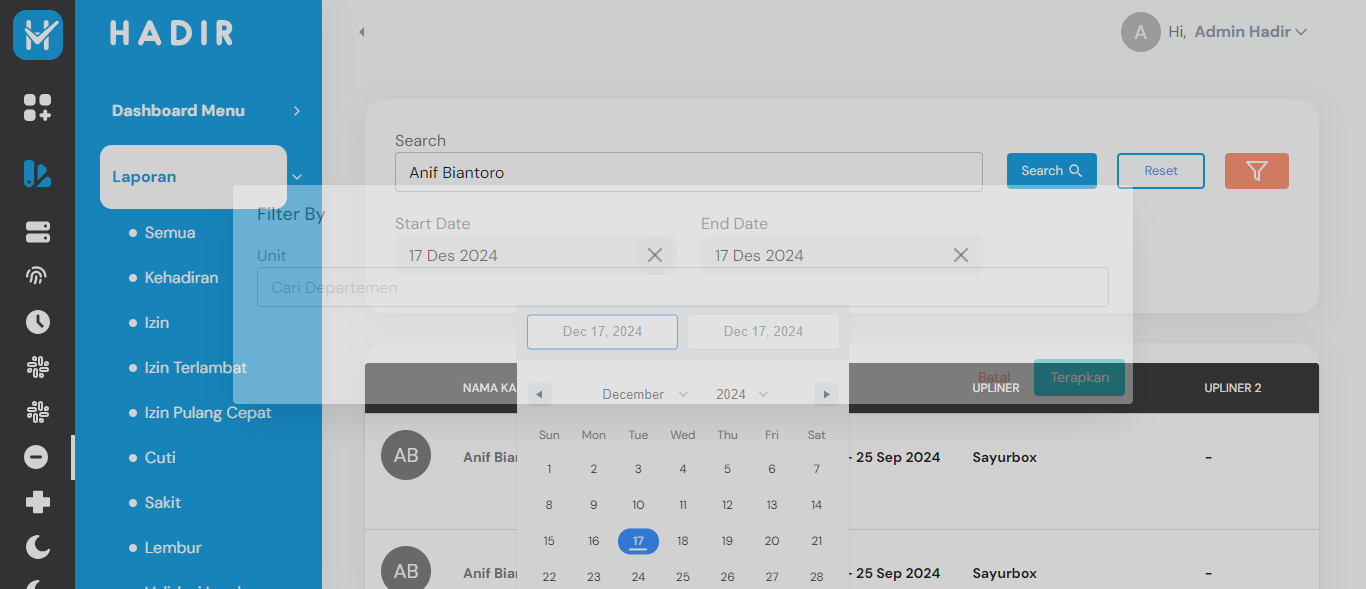 HADIR
A Hi, Admin Hadir
Dashboard Menu
Laporan
Semua
Kehadiran
Izin
Izin Terlambat
Izin Pulang Cepat
Cuti
Sakit
Lembur
Search
Anif Biantoro
Search
Reset
Filter By
Start Date
End Date
Unit
17 Des 2024
17 Des 2024
Cari Departemen
Dec 17, 2024
Dec 17, 2024
Batal
Terapkan
NAMA KA
UPLINER
UPLINER 2
December
2024
Sun Mon Tue Wed Thu Fri Sat
1 2 3 4 5 6 7
8 9 10 11 12 13 14
15 16 17 18 19 20 21
22 23 24 25 26 27 28
AB Anif Bian
- 25 Sep 2024 Sayurbox -
AB Anif Bian
- 25 Sep 2024 Sayurbox -